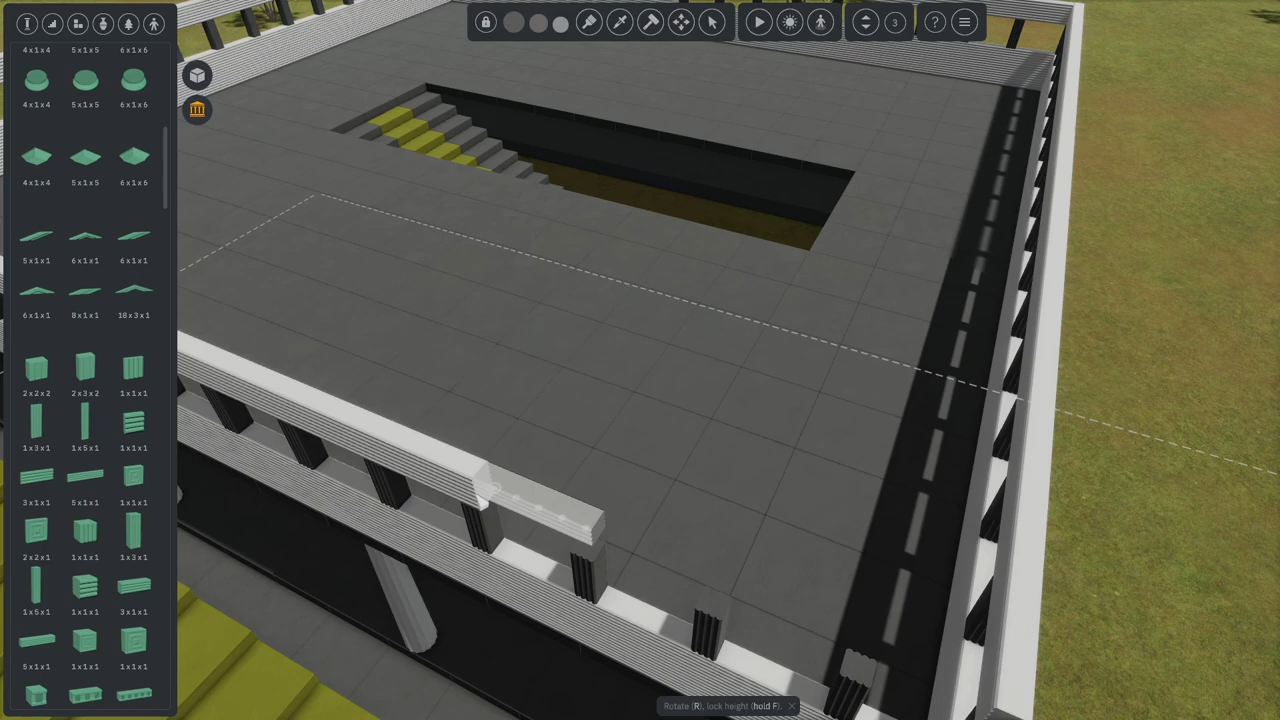 3
4x1x4 5x1x5 6x1x6
4x1x4 5x1x5 6x1x6
4x1x4 5x1x5 6x1x6
5x1x1 6x1x1 6x1x1
6x1x1 8x1x1 18x3x1
2x2x2 2x3x2 1x1x1
1x3x1 1x5x1 1x1x1
3x1x1 5x1x1 1x1x1
2x2x1 1x1x1 1x3x1
1x5x1 1x1x1 3x1x1
5x1x1 1x1x1 1x1x1
Rotate (R), lock height (hold F).